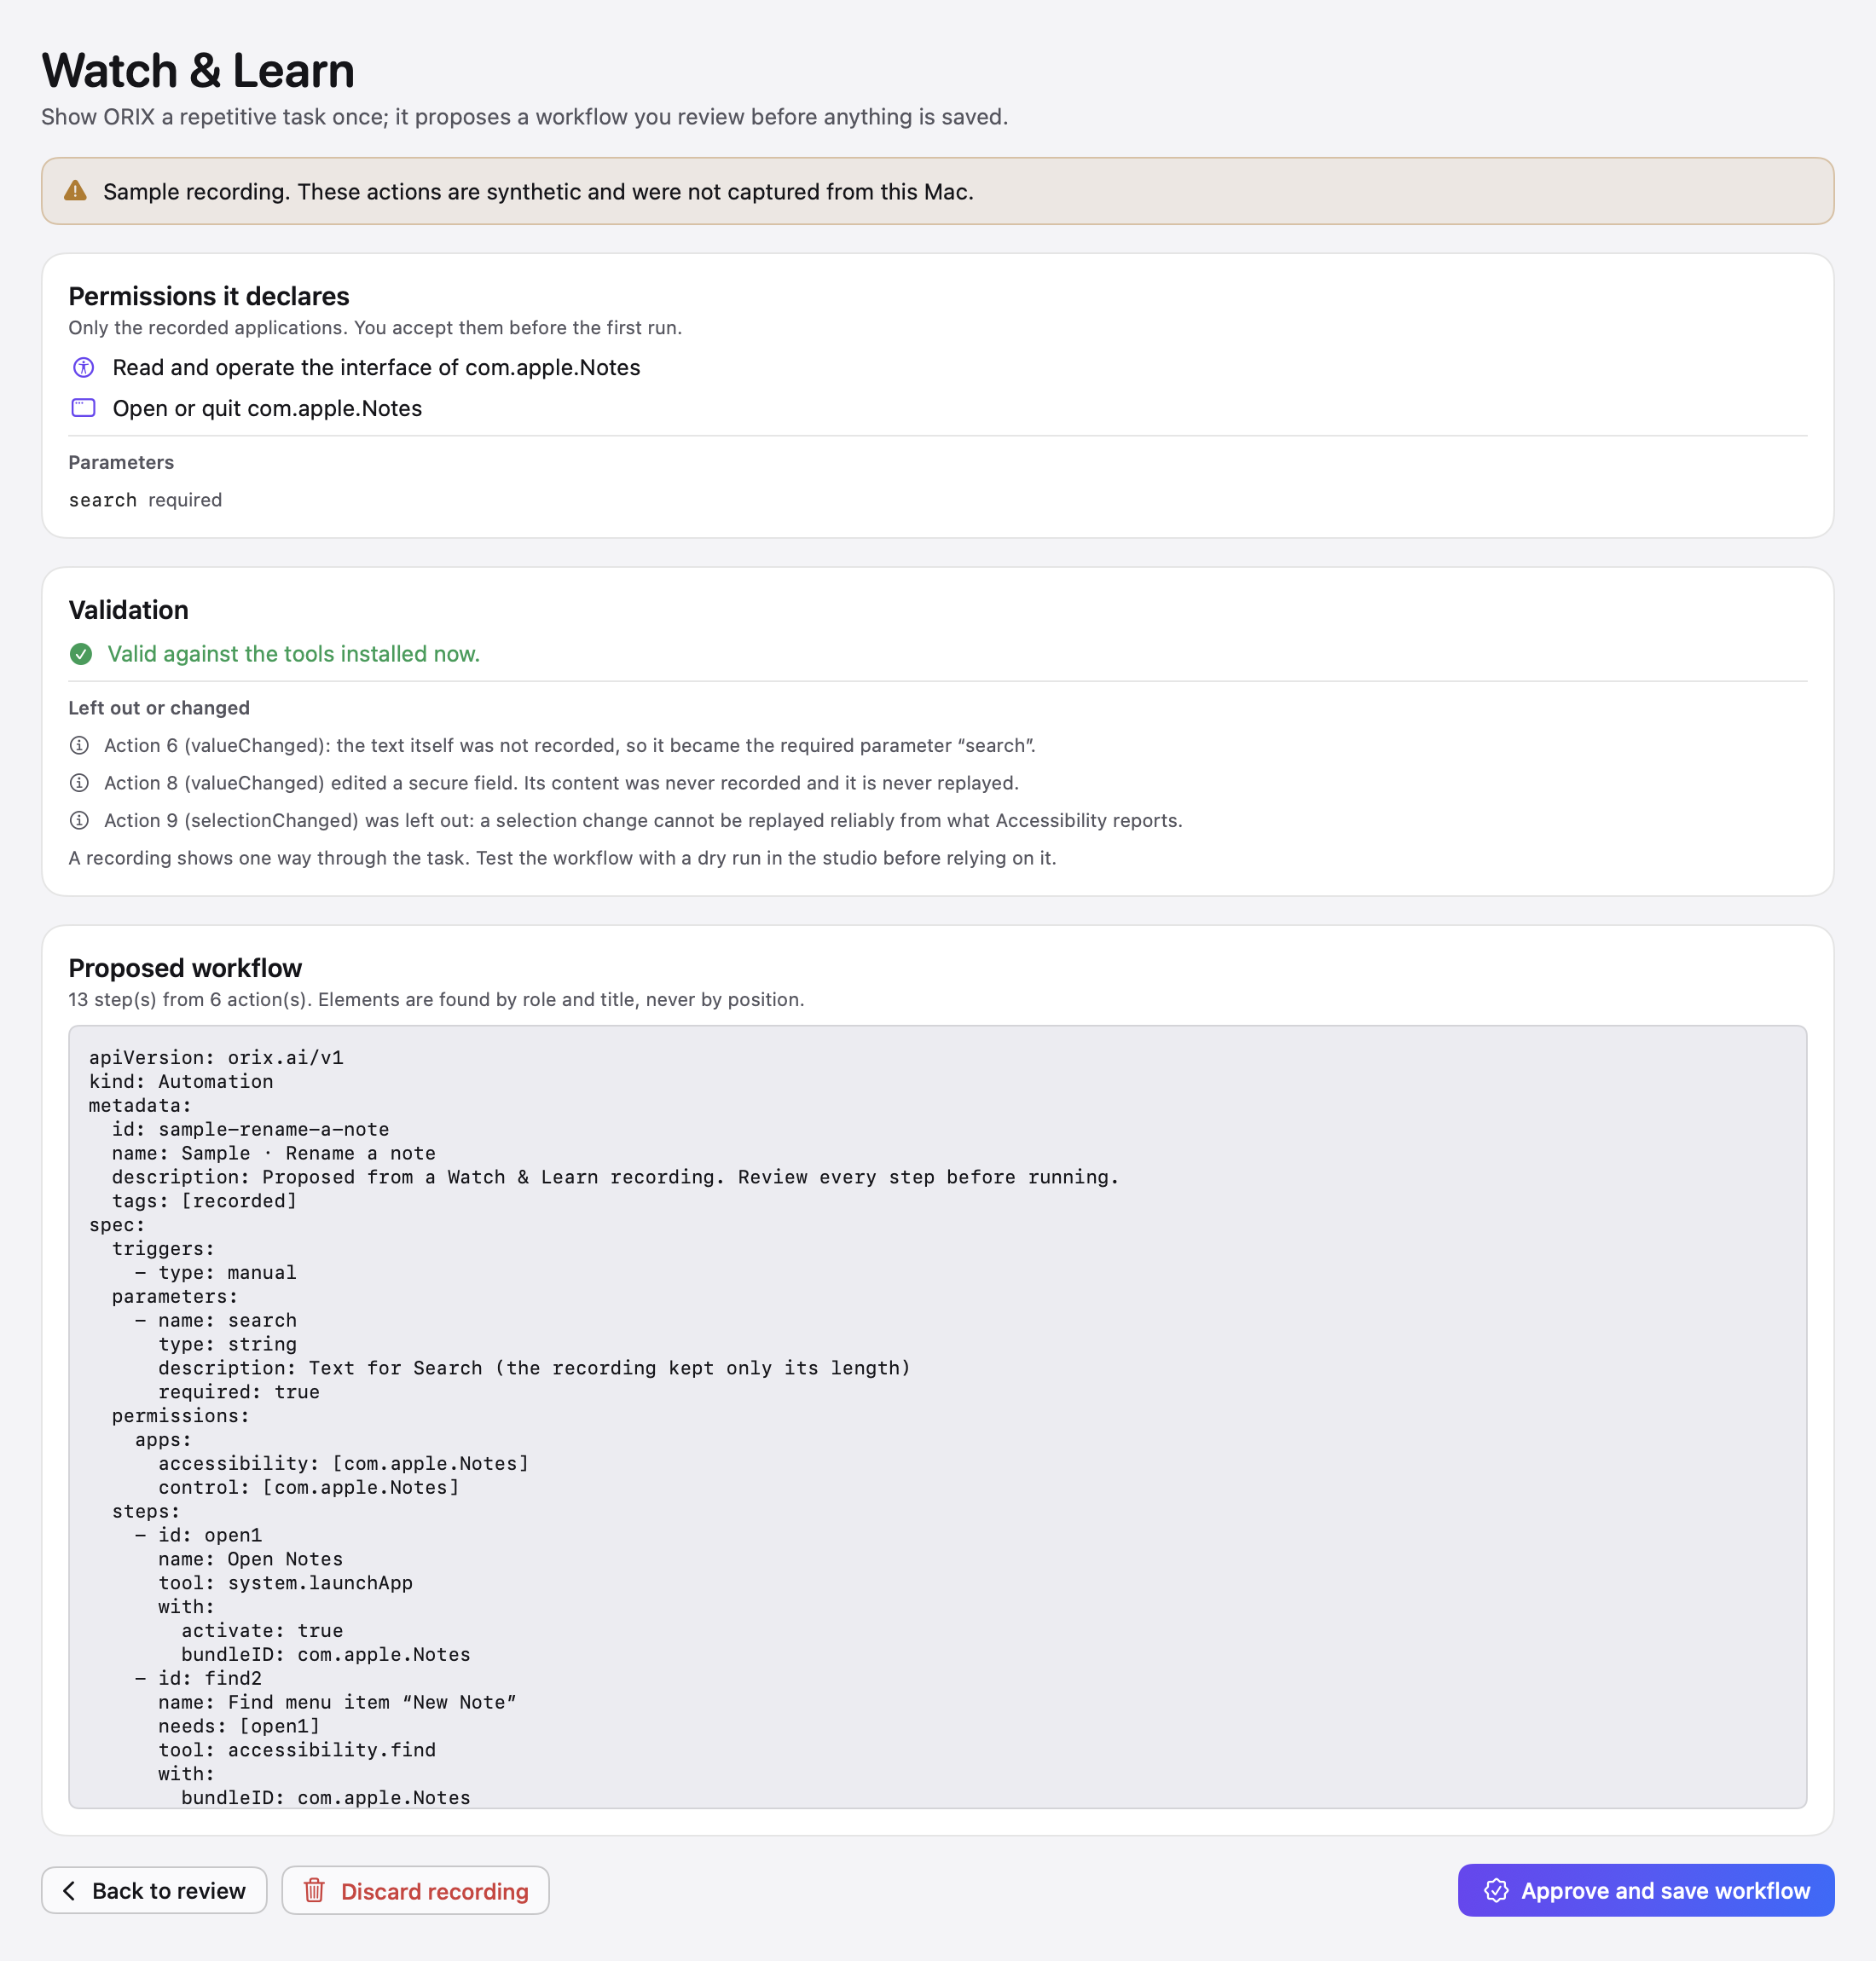 Watch & Learn
Show ORIX a repetitive task once; it proposes a workflow you review before anything is saved.
Sample recording. These actions are synthetic and were not captured from this Mac.
Permissions it declares
Only the recorded applications. You accept them before the first run.
Read and operate the interface of com.apple.Notes
Open or quit com.apple.Notes
Parameters
search required
Validation
Valid against the tools installed now.
Left out or changed
Action 6 (valueChanged): the text itself was not recorded, so it became the required parameter “search”.
Action 8 (valueChanged) edited a secure field. Its content was never recorded and it is never replayed.
Action 9 (selectionChanged) was left out: a selection change cannot be replayed reliably from what Accessibility reports.
A recording shows one way through the task. Test the workflow with a dry run in the studio before relying on it.
Proposed workflow
13 step(s) from 6 action(s). Elements are found by role and title, never by position.
apiVersion: orix.ai/v1
kind: Automation
metadata:
  id: sample-rename-a-note
  name: Sample · Rename a note
  description: Proposed from a Watch & Learn recording. Review every step before running.
  tags: [recorded]
spec:
  triggers:
    - type: manual
  parameters:
    - name: search
      type: string
      description: Text for Search (the recording kept only its length)
      required: true
  permissions:
    apps:
      accessibility: [com.apple.Notes]
      control: [com.apple.Notes]
  steps:
    - id: open1
      name: Open Notes
      tool: system.launchApp
      with:
        activate: true
        bundleID: com.apple.Notes
    - id: find2
      name: Find menu item “New Note”
      needs: [open1]
      tool: accessibility.find
      with:
        bundleID: com.apple.Notes
Back to review
Discard recording
Approve and save workflow